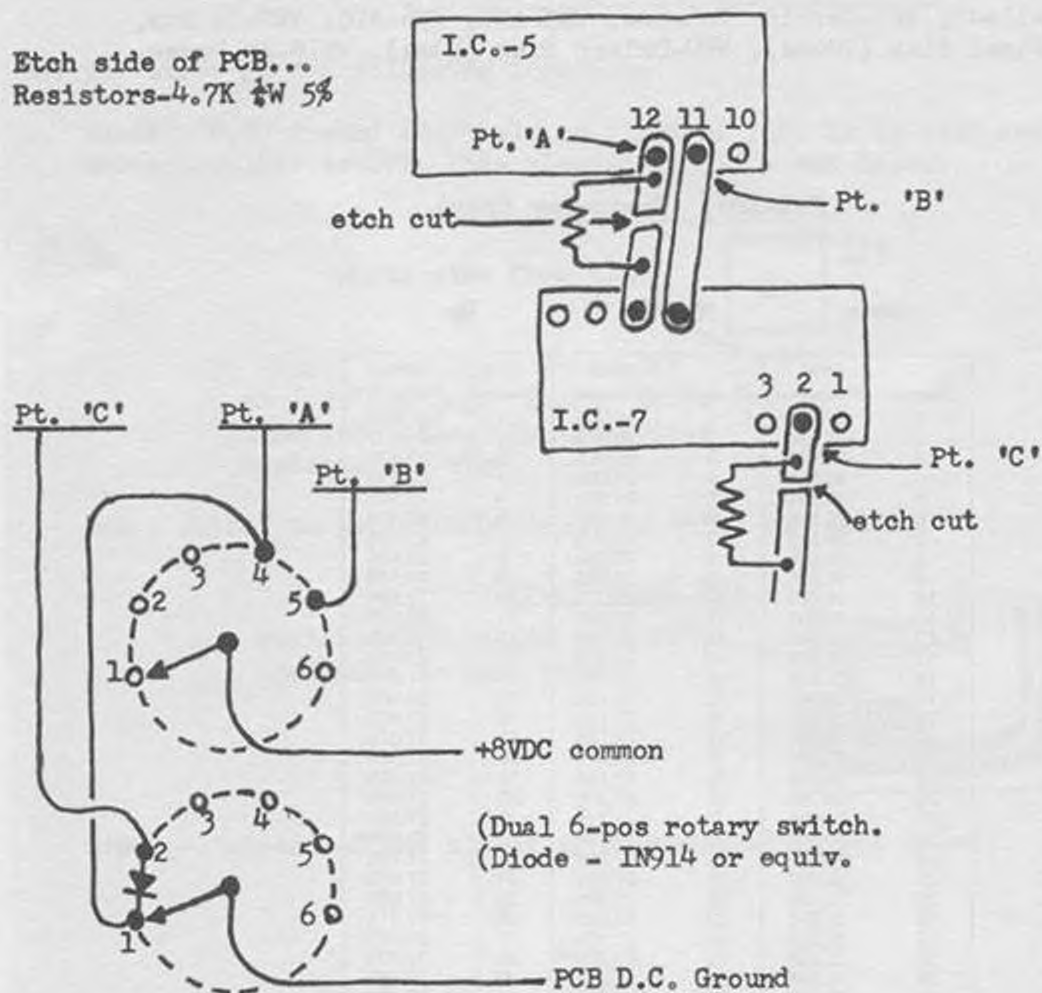 Etch side of PCB...
Resistors-4.7K ¼W 5%
I.C.-5
12 11 10
Pt. 'A'
Pt. 'B'
etch cut
I.C.-7
3 2 1
Pt. 'C'
etch cut
Pt. 'C'
Pt. 'A'
Pt. 'B'
3
4
2
5
1
6
+8VDC common
3
4
2
5
(Dual 6-pos rotary switch.
(Diode - IN914 or equiv.
1
6
PCB D.C. Ground